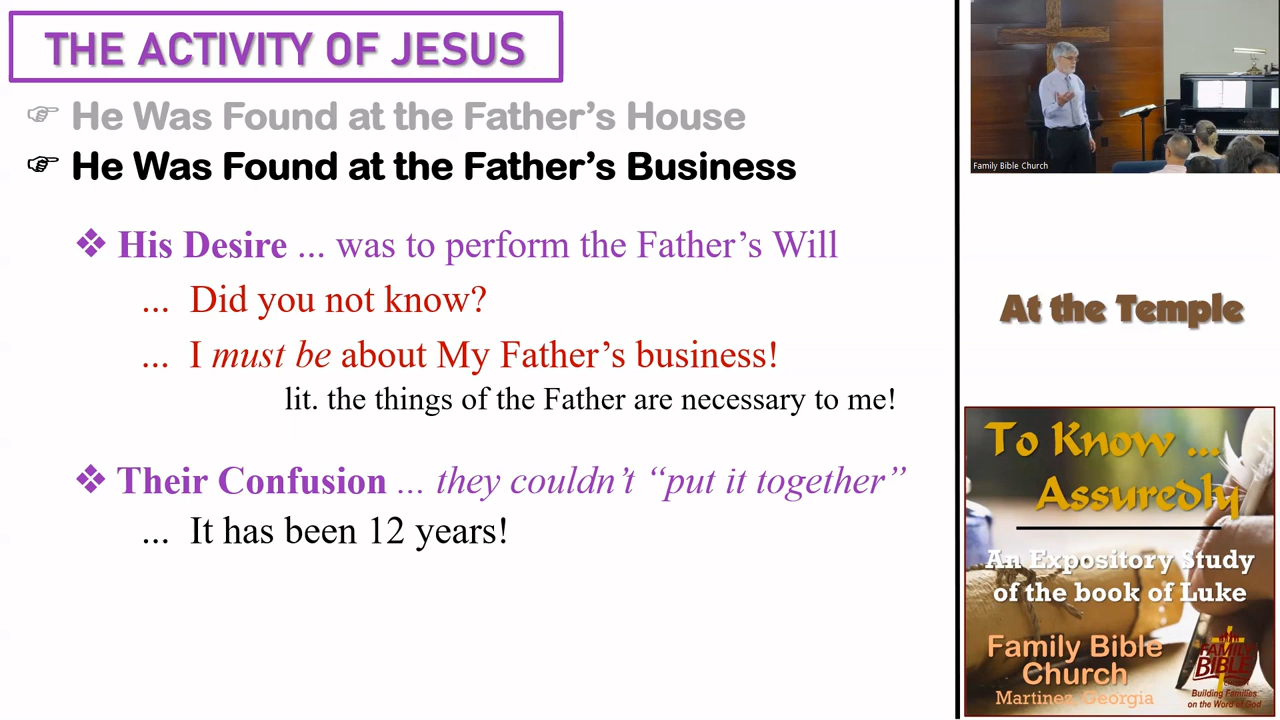 THE ACTIVITY OF JESUS
☞ He Was Found at the Father's House
☞ He Was Found at the Father's Business
❖ His Desire ... was to perform the Father's Will
... Did you not know?
... I must be about My Father's business!
lit. the things of the Father are necessary to me!
❖ Their Confusion ... they couldn't “put it together”
... It has been 12 years!
Family Bible Church
At the Temple
To Know ...
Assuredly
An Expository Study
of the book of Luke
Family Bible
Church
Martinez, Georgia
FAMILY
BIBLE
Building Families
on the Word of God